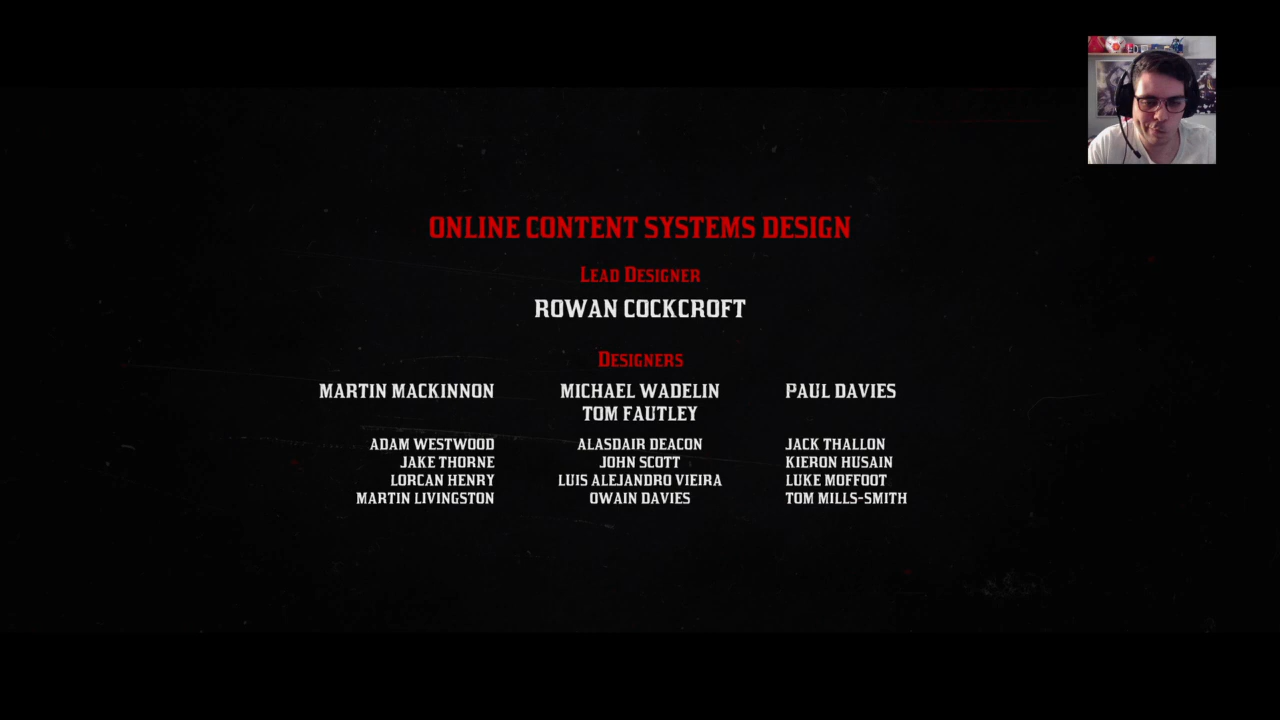 ONLINE CONTENT SYSTEMS DESIGN
LEAD DESIGNER
ROWAN COCKCROFT
DESIGNERS
MARTIN MACKINNON MICHAEL WADELIN PAUL DAVIES
TOM FAUTLEY
ADAM WESTWOOD ALASDAIR DEACON JACK THALLON
JAKE THORNE JOHN SCOTT KIERON HUSAIN
LORCAN HENRY LUIS ALEJANDRO VIEIRA LUKE MOFFOOT
MARTIN LIVINGSTON OWAIN DAVIES TOM MILLS-SMITH